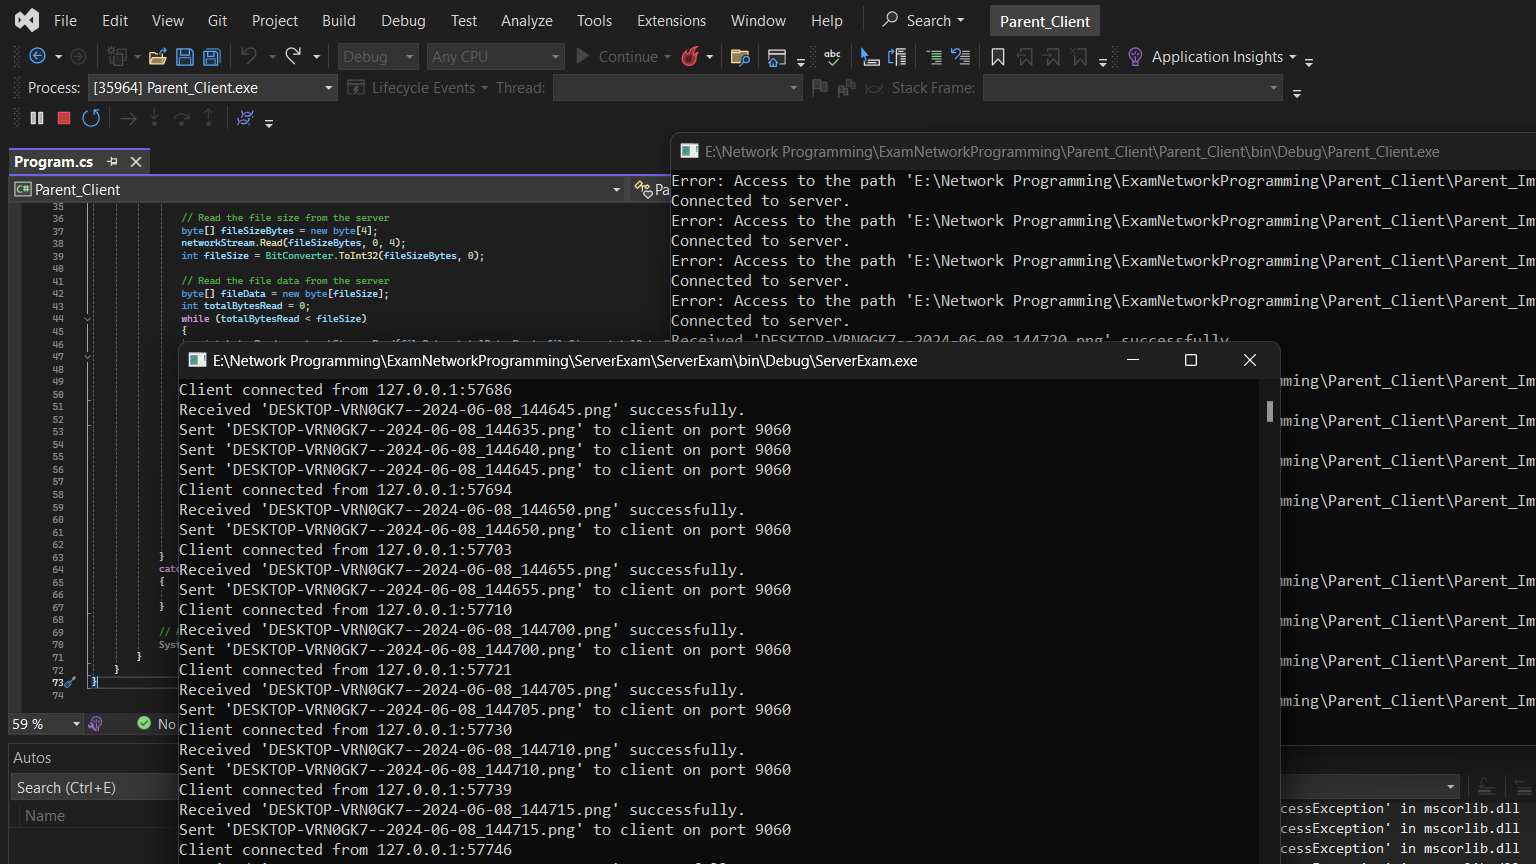 File Edit View Git Project Build Debug Test Analyze Tools Extensions Window Help Search Parent_Client
Debug Any CPU Continue Application Insights
Process: [35964] Parent_Client.exe Lifecycle Events Thread: Stack Frame:
Program.cs
Parent_Client Pa
35
36 // Read the file size from the server
37 byte[] fileSizeBytes = new byte[4];
38 networkStream.Read(fileSizeBytes, 0, 4);
39 int fileSize = BitConverter.ToInt32(fileSizeBytes, 0);
40
41 // Read the file data from the server
42 byte[] fileData = new byte[fileSize];
43 int totalBytesRead = 0;
44 while (totalBytesRead < fileSize)
45 {
46
47
48
49
50
51
52
53
54
55
56
57
58
59
60
61
62
63 }
64 catc
65 {
66
67 }
68
69 //
70 Syst
71 }
72 }
73 }
74
59 % No
Autos
Search (Ctrl+E)
Name
E:\Network Programming\ExamNetworkProgramming\Parent_Client\Parent_Client\bin\Debug\Parent_Client.exe
Error: Access to the path 'E:\Network Programming\ExamNetworkProgramming\Parent_Client\Parent_Im
Connected to server.
Error: Access to the path 'E:\Network Programming\ExamNetworkProgramming\Parent_Client\Parent_Im
Connected to server.
Error: Access to the path 'E:\Network Programming\ExamNetworkProgramming\Parent_Client\Parent_Im
Connected to server.
Error: Access to the path 'E:\Network Programming\ExamNetworkProgramming\Parent_Client\Parent_Im
Connected to server.
Received 'DESKTOP-VRN0GK7--2024-06-08_144720.png' successfully.
ming\Parent_Client\Parent_Im
ming\Parent_Client\Parent_Im
ming\Parent_Client\Parent_Im
ming\Parent_Client\Parent_Im
ming\Parent_Client\Parent_Im
ming\Parent_Client\Parent_Im
ming\Parent_Client\Parent_Im
ming\Parent_Client\Parent_Im
E:\Network Programming\ExamNetworkProgramming\ServerExam\ServerExam\bin\Debug\ServerExam.exe
Client connected from 127.0.0.1:57686
Received 'DESKTOP-VRN0GK7--2024-06-08_144645.png' successfully.
Sent 'DESKTOP-VRN0GK7--2024-06-08_144635.png' to client on port 9060
Sent 'DESKTOP-VRN0GK7--2024-06-08_144640.png' to client on port 9060
Sent 'DESKTOP-VRN0GK7--2024-06-08_144645.png' to client on port 9060
Client connected from 127.0.0.1:57694
Received 'DESKTOP-VRN0GK7--2024-06-08_144650.png' successfully.
Sent 'DESKTOP-VRN0GK7--2024-06-08_144650.png' to client on port 9060
Client connected from 127.0.0.1:57703
Received 'DESKTOP-VRN0GK7--2024-06-08_144655.png' successfully.
Sent 'DESKTOP-VRN0GK7--2024-06-08_144655.png' to client on port 9060
Client connected from 127.0.0.1:57710
Received 'DESKTOP-VRN0GK7--2024-06-08_144700.png' successfully.
Sent 'DESKTOP-VRN0GK7--2024-06-08_144700.png' to client on port 9060
Client connected from 127.0.0.1:57721
Received 'DESKTOP-VRN0GK7--2024-06-08_144705.png' successfully.
Sent 'DESKTOP-VRN0GK7--2024-06-08_144705.png' to client on port 9060
Client connected from 127.0.0.1:57730
Received 'DESKTOP-VRN0GK7--2024-06-08_144710.png' successfully.
Sent 'DESKTOP-VRN0GK7--2024-06-08_144710.png' to client on port 9060
Client connected from 127.0.0.1:57739
Received 'DESKTOP-VRN0GK7--2024-06-08_144715.png' successfully.
Sent 'DESKTOP-VRN0GK7--2024-06-08_144715.png' to client on port 9060
Client connected from 127.0.0.1:57746
cessException' in mscorlib.dll
cessException' in mscorlib.dll
cessException' in mscorlib.dll